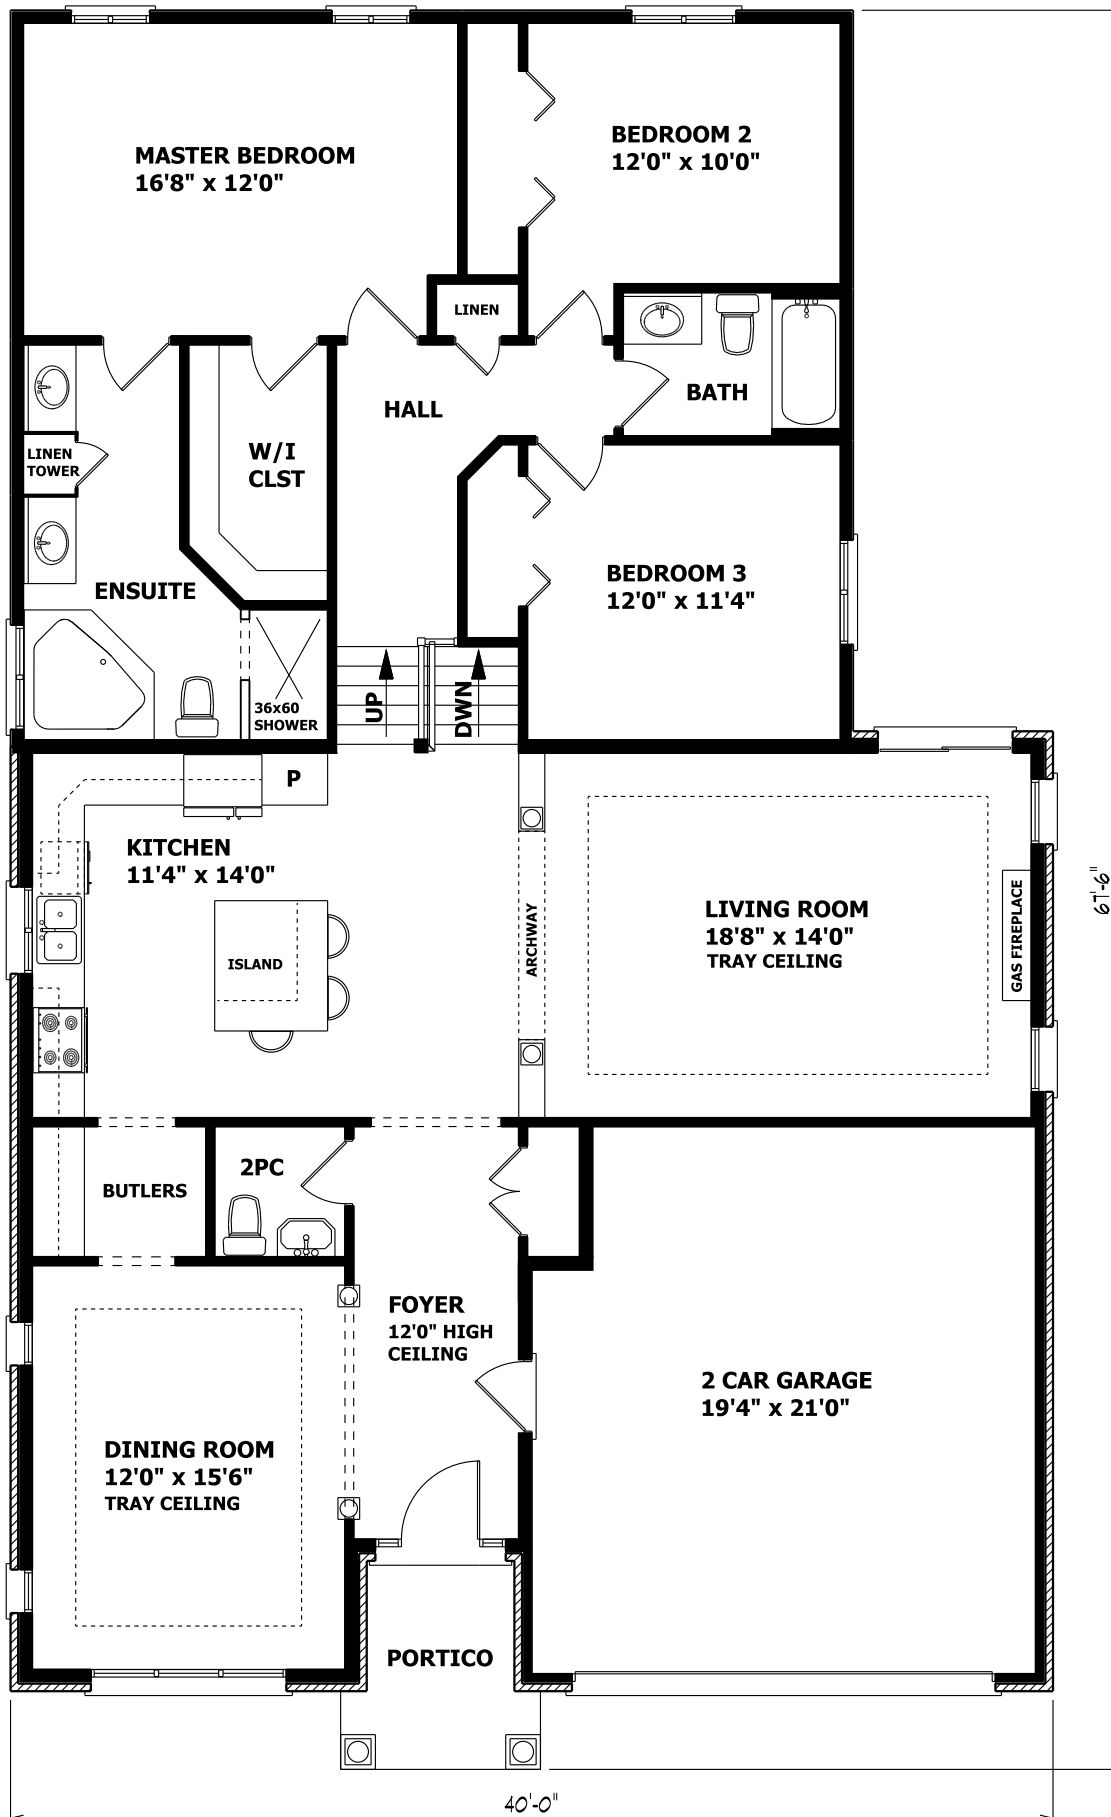 MASTER BEDROOM
16'8" x 12'0"
BEDROOM 2
12'0" x 10'0"
LINEN
BATH
HALL
W/I
CLST
LINEN
TOWER
ENSUITE
BEDROOM 3
12'0" x 11'4"
36x60
SHOWER
UP
DWN
P
KITCHEN
11'4" x 14'0"
ISLAND
ARCHWAY
LIVING ROOM
18'8" x 14'0"
TRAY CEILING
GAS FIREPLACE
67'-6"
2PC
BUTLERS
FOYER
12'0" HIGH
CEILING
2 CAR GARAGE
19'4" x 21'0"
DINING ROOM
12'0" x 15'6"
TRAY CEILING
PORTICO
40'-0"